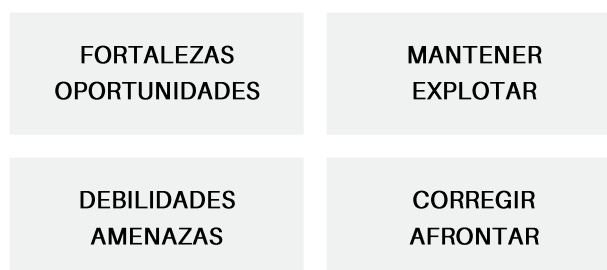 FORTALEZAS
OPORTUNIDADES
MANTENER
EXPLOTAR
DEBILIDADES
AMENAZAS
CORREGIR
AFRONTAR